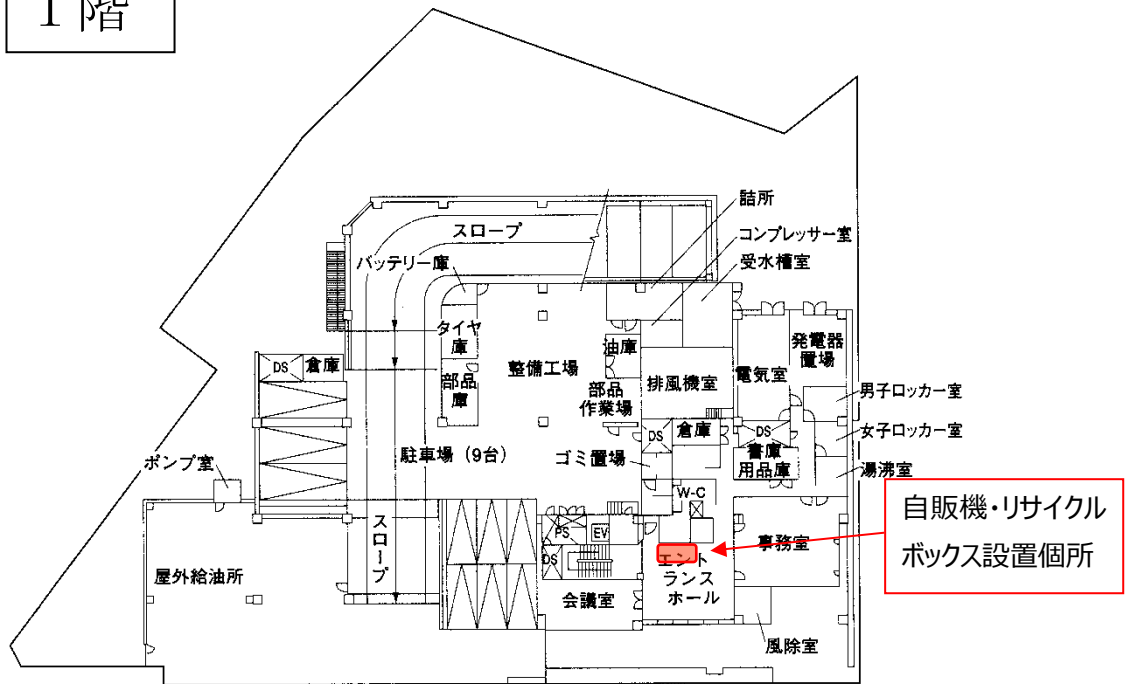 1階
詰所
スロープ
コンプレッサー室
バッテリー庫
受水槽室
タイヤ
庫
油庫
発電器
置場
DS
倉庫
部品
庫
整備工場
部品
作業場
排風機室
電気室
男子ロッカー室
DS
倉庫
DS
女子ロッカー室
ポンプ室
駐車場 (9台)
ゴミ置場
書庫
用品庫
湯沸室
W-C
自販機・リサイクル
ボックス設置個所
スロープ
PS
EV
事務室
DS
屋外給油所
エント
ランス
ホール
会議室
風除室